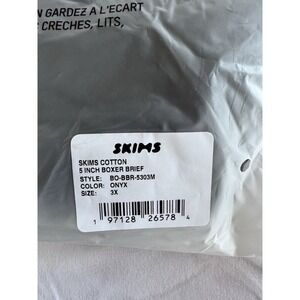 N GARDEZ A L'ECART
CRECHES, LITS,
SKIMS
SKIMS COTTON
5 INCH BOXER BRIEF
STYLE: BO-BBR-5303M
COLOR: ONYX
SIZE: 3X
1 97128 26578 4